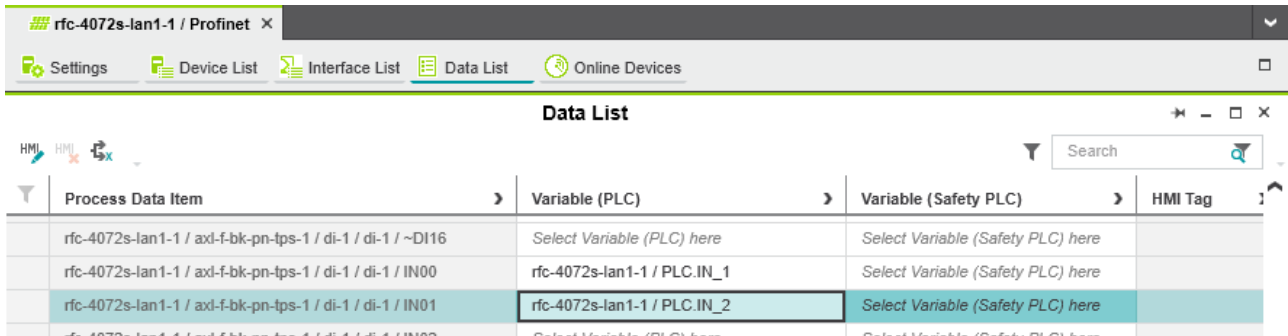 rfc-4072s-lan1-1 / Profinet
Settings Device List Interface List Data List Online Devices
Data List
HMI HMI Search
Process Data Item Variable (PLC) Variable (Safety PLC) HMI Tag
rfc-4072s-lan1-1 / axl-f-bk-pn-tps-1 / di-1 / di-1 / ~DI16 Select Variable (PLC) here Select Variable (Safety PLC) here
rfc-4072s-lan1-1 / axl-f-bk-pn-tps-1 / di-1 / di-1 / IN00 rfc-4072s-lan1-1 / PLC.IN_1 Select Variable (Safety PLC) here
rfc-4072s-lan1-1 / axl-f-bk-pn-tps-1 / di-1 / di-1 / IN01 rfc-4072s-lan1-1 / PLC.IN_2 Select Variable (Safety PLC) here